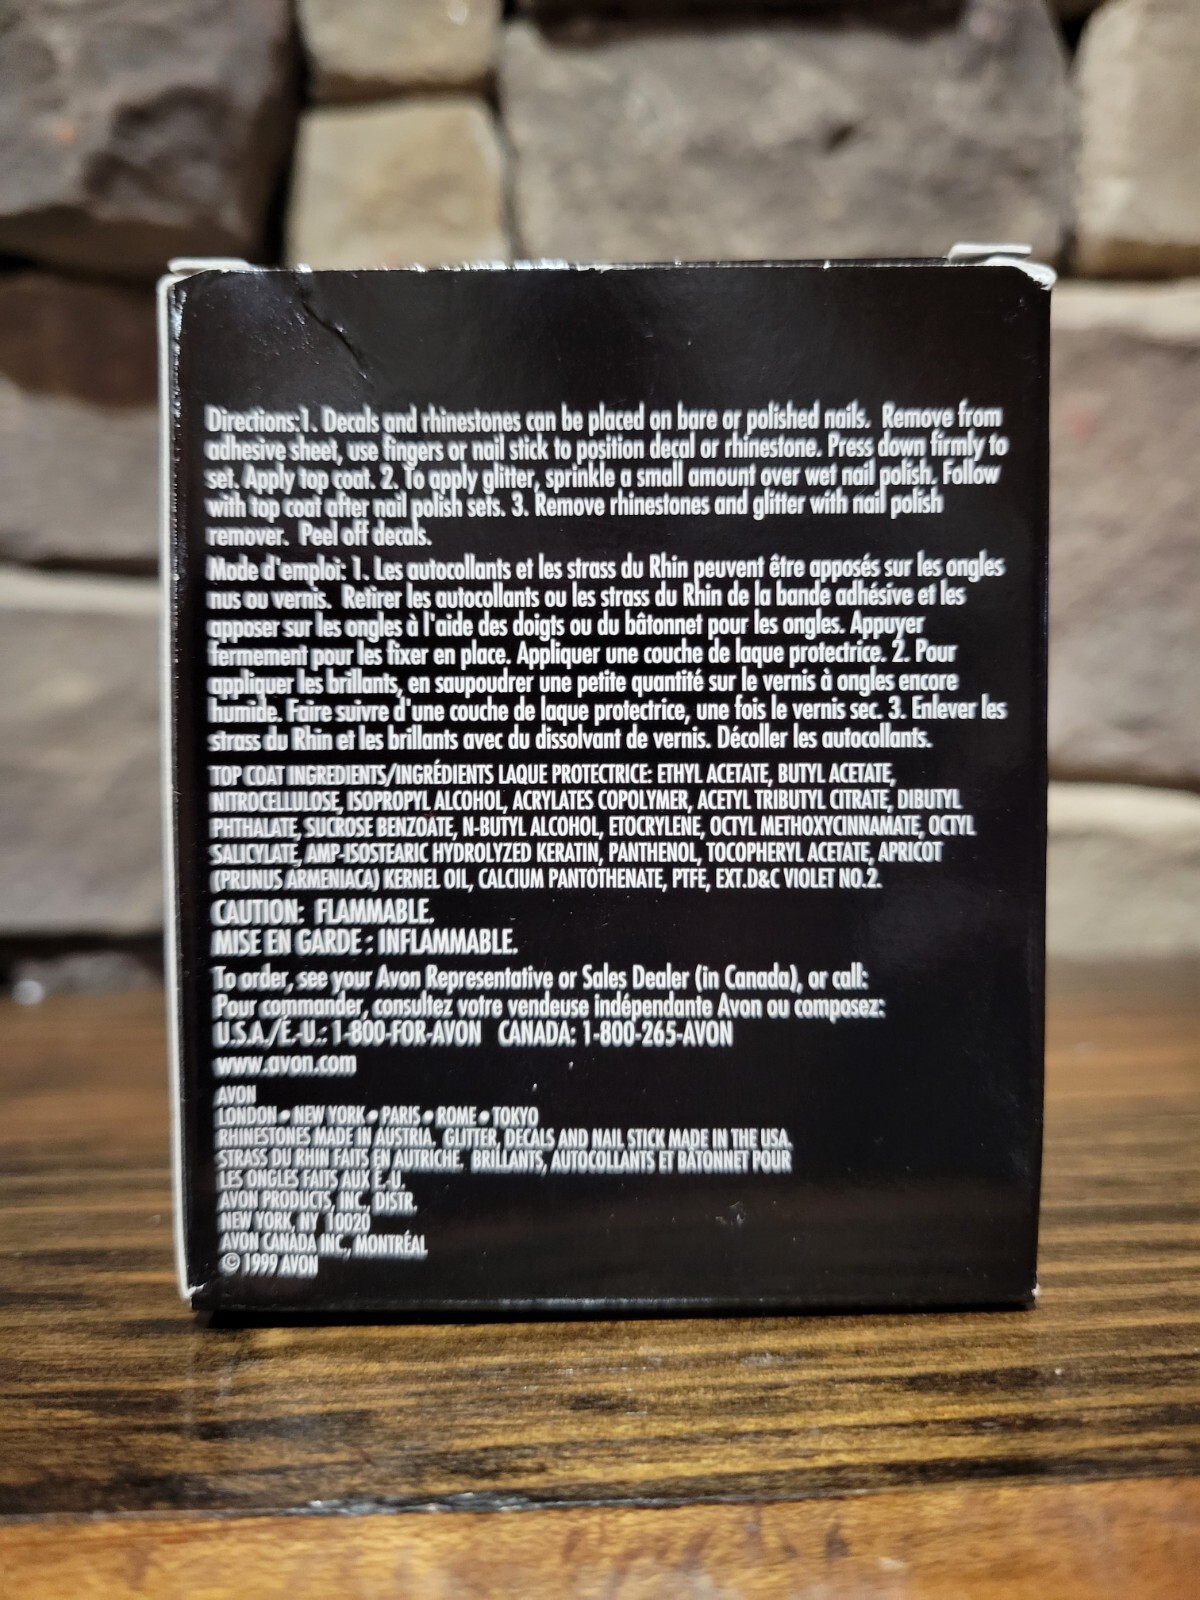 Directions:1. Decals and rhinestones can be placed on bare or polished nails. Remove from
adhesive sheet, use fingers or nail stick to position decal or rhinestone. Press down firmly to
set. Apply top coat. 2. To apply glitter, sprinkle a small amount over wet nail polish. Follow
with top coat after nail polish sets. 3. Remove rhinestones and glitter with nail polish
remover. Peel off decals.
Mode d'emploi: 1. Les autocollants et les strass du Rhin peuvent être apposés sur les ongles
nus ou vernis. Retirer les autocollants ou les strass du Rhin de la bande adhésive et les
apposer sur les ongles à l'aide des doigts ou du bâtonnet pour les ongles. Appuyer
fermement pour les fixer en place. Appliquer une couche de laque protectrice. 2. Pour
appliquer les brillants, en saupoudrer une petite quantité sur le vernis à ongles encore
humide. Faire suivre d'une couche de laque protectrice, une fois le vernis sec. 3. Enlever les
strass du Rhin et les brillants avec du dissolvant de vernis. Décoller les autocollants.
TOP COAT INGREDIENTS/INGRÉDIENTS LAQUE PROTECTRICE: ETHYL ACETATE, BUTYL ACETATE,
NITROCELLULOSE, ISOPROPYL ALCOHOL, ACRYLATES COPOLYMER, ACETYL TRIBUTYL CITRATE, DIBUTYL
PHTHALATE, SUCROSE BENZOATE, N-BUTYL ALCOHOL, ETOCRYLENE, OCTYL METHOXYCINNAMATE, OCTYL
SALICYLATE, AMP-ISOSTEARIC HYDROLYZED KERATIN, PANTHENOL, TOCOPHERYL ACETATE, APRICOT
(PRUNUS ARMENIACA) KERNEL OIL, CALCIUM PANTOTHENATE, PTFE, EXT.D&C VIOLET NO.2.
CAUTION: FLAMMABLE.
MISE EN GARDE : INFLAMMABLE.
To order, see your Avon Representative or Sales Dealer (in Canada), or call:
Pour commander, consultez votre vendeuse indépendante Avon ou composez:
U.S.A./É.-U.: 1-800-FOR-AVON CANADA: 1-800-265-AVON
www.avon.com
AVON
LONDON • NEW YORK • PARIS • ROME • TOKYO
RHINESTONES MADE IN AUSTRIA. GLITTER, DECALS AND NAIL STICK MADE IN THE USA.
STRASS DU RHIN FAITS EN AUTRICHE. BRILLANTS, AUTOCOLLANTS ET BÂTONNET POUR
LES ONGLES FAITS AUX É.-U.
AVON PRODUCTS, INC., DISTR.
NEW YORK, NY 10020
AVON CANADA INC., MONTRÉAL
© 1999 AVON